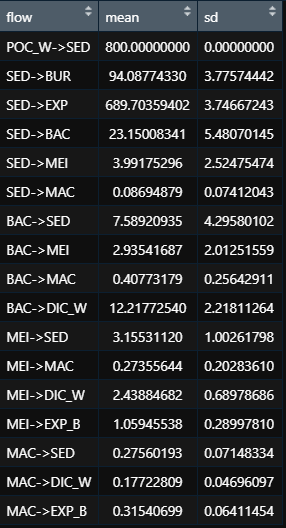 flow mean sd
POC_W->SED 800.00000000 0.00000000
SED->BUR 94.08774330 3.77574442
SED->EXP 689.70359402 3.74667243
SED->BAC 23.15008341 5.48070145
SED->MEI 3.99175296 2.52475474
SED->MAC 0.08694879 0.07412043
BAC->SED 7.58920935 4.29580102
BAC->MEI 2.93541687 2.01251559
BAC->MAC 0.40773179 0.25642911
BAC->DIC_W 12.21772540 2.21811264
MEI->SED 3.15531120 1.00261798
MEI->MAC 0.27355644 0.20283610
MEI->DIC_W 2.43884682 0.68978686
MEI->EXP_B 1.05945538 0.28997810
MAC->SED 0.27560193 0.07148334
MAC->DIC_W 0.17722809 0.04696097
MAC->EXP_B 0.31540699 0.06411454